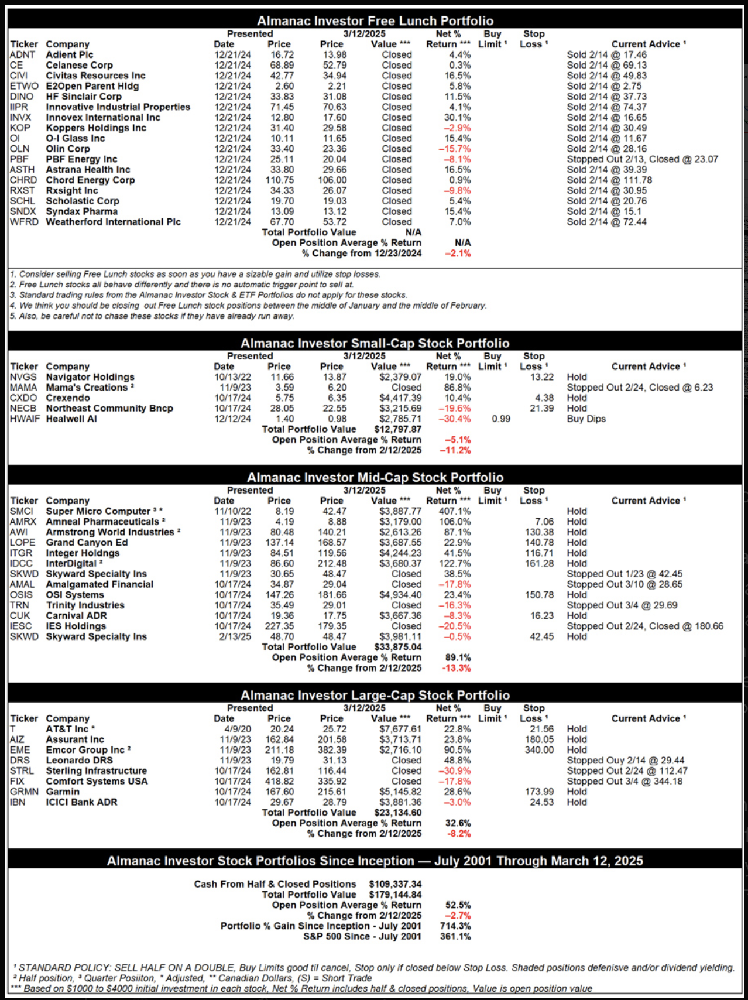 Almanac Investor Free Lunch Portfolio
Presented 3/12/2025 Net % Buy Stop
Ticker Company Date Price Price Value *** Return *** Limit ¹ Loss ¹ Current Advice ¹
ADNT Adient Plc 12/21/24 16.72 13.98 Closed 4.4% Sold 2/14 @ 17.46
CE Celanese Corp 12/21/24 68.89 52.79 Closed 0.3% Sold 2/14 @ 69.13
CIVI Civitas Resources Inc 12/21/24 42.77 34.94 Closed 16.5% Sold 2/14 @ 49.83
ETWO E2Open Parent Hldg 12/21/24 2.60 2.21 Closed 5.8% Sold 2/14 @ 2.75
DINO HF Sinclair Corp 12/21/24 33.83 31.08 Closed 11.5% Sold 2/14 @ 37.73
IIPR Innovative Industrial Properties 12/21/24 71.45 70.63 Closed 4.1% Sold 2/14 @ 74.37
INVX Innovex International Inc 12/21/24 12.80 17.60 Closed 30.1% Sold 2/14 @ 16.65
KOP Koppers Holdings Inc 12/21/24 31.40 29.58 Closed –2.9% Sold 2/14 @ 30.49
OI O-I Glass Inc 12/21/24 10.11 11.65 Closed 15.4% Sold 2/14 @ 11.67
OLN Olin Corp 12/21/24 33.40 23.36 Closed –15.7% Sold 2/14 @ 28.16
PBF PBF Energy Inc 12/21/24 25.11 20.04 Closed –8.1% Stopped Out 2/13, Closed @ 23.07
ASTH Astrana Health Inc 12/21/24 33.80 29.66 Closed 16.5% Sold 2/14 @ 39.39
CHRD Chord Energy Corp 12/21/24 110.75 106.00 Closed 0.9% Sold 2/14 @ 111.78
RXST Rxsight Inc 12/21/24 34.33 26.07 Closed –9.8% Sold 2/14 @ 30.95
SCHL Scholastic Corp 12/21/24 19.70 19.03 Closed 5.4% Sold 2/14 @ 20.76
SNDX Syndax Pharma 12/21/24 13.09 13.12 Closed 15.4% Sold 2/14 @ 15.1
WFRD Weatherford International Plc 12/21/24 67.70 53.72 Closed 7.0% Sold 2/14 @ 72.44
Total Portfolio Value N/A
Open Position Average % Return N/A
% Change from 12/23/2024 –2.1%
1. Consider selling Free Lunch stocks as soon as you have a sizable gain and utilize stop losses.
2. Free Lunch stocks all behave differently and there is no automatic trigger point to sell at.
3. Standard trading rules from the Almanac Investor Stock & ETF Portfolios do not apply for these stocks.
4. We think you should be closing out Free Lunch stock positions between the middle of January and the middle of February.
5. Also, be careful not to chase these stocks if they have already run away.
Almanac Investor Small-Cap Stock Portfolio
Presented 3/12/2025 Net % Buy Stop
Ticker Company Date Price Price Value *** Return *** Limit ¹ Loss ¹ Current Advice ¹
NVGS Navigator Holdings 10/13/22 11.66 13.87 $2,379.07 19.0% 13.22 Hold
MAMA Mama's Creations ² 11/9/23 3.59 6.20 Closed 86.8% Stopped Out 2/24, Closed @ 6.23
CXDO Crexendo 10/17/24 5.75 6.35 $4,417.39 10.4% 4.38 Hold
NECB Northeast Community Bncp 10/17/24 28.05 22.55 $3,215.69 –19.6% 21.39 Hold
HWAIF Healwell AI 12/12/24 1.40 0.98 $2,785.71 –30.4% 0.99 Buy Dips
Total Portfolio Value $12,797.87
Open Position Average % Return –5.1%
% Change from 2/12/2025 –11.2%
Almanac Investor Mid-Cap Stock Portfolio
Presented 3/12/2025 Net % Buy Stop
Ticker Company Date Price Price Value *** Return *** Limit ¹ Loss ¹ Current Advice ¹
SMCI Super Micro Computer ³ * 11/10/22 8.19 42.47 $3,887.77 407.1% Hold
AMRX Amneal Pharmaceuticals ² 11/9/23 4.19 8.88 $3,179.00 106.0% 7.06 Hold
AWI Armstrong World Industries ² 11/9/23 80.48 140.21 $2,613.26 87.1% 130.38 Hold
LOPE Grand Canyon Ed 11/9/23 137.14 168.57 $3,687.55 22.9% 140.78 Hold
ITGR Integer Holdngs 11/9/23 84.51 119.56 $4,244.23 41.5% 116.71 Hold
IDCC InterDigital ² 11/9/23 86.60 212.48 $3,680.37 122.7% 161.28 Hold
SKWD Skyward Specialty Ins 11/9/23 30.65 48.47 Closed 38.5% Stopped Out 1/23 @ 42.45
AMAL Amalgamated Financial 10/17/24 34.87 29.04 Closed –17.8% Stopped Out 3/10 @ 28.65
OSIS OSI Systems 10/17/24 147.26 181.66 $4,934.40 23.4% 150.78 Hold
TRN Trinity Industries 10/17/24 35.49 29.01 Closed –16.3% Stopped Out 3/4 @ 29.69
CUK Carnival ADR 10/17/24 19.36 17.75 $3,667.36 –8.3% 16.23 Hold
IESC IES Holdings 10/17/24 227.35 179.35 Closed –20.5% Stopped Out 2/24, Closed @ 180.66
SKWD Skyward Specialty Ins 2/13/25 48.70 48.47 $3,981.11 –0.5% 42.45 Hold
Total Portfolio Value $33,875.04
Open Position Average % Return 89.1%
% Change from 2/12/2025 -13.3%
Almanac Investor Large-Cap Stock Portfolio
Presented 3/12/2025 Net % Buy Stop
Ticker Company Date Price Price Value *** Return *** Limit ¹ Loss ¹ Current Advice ¹
T AT&T Inc * 4/9/20 20.24 25.72 $7,677.61 22.8% 21.56 Hold
AIZ Assurant Inc 11/9/23 162.84 201.58 $3,713.71 23.8% 180.05 Hold
EME Emcor Group Inc ² 11/9/23 211.18 382.39 $2,716.10 90.5% 340.00 Hold
DRS Leonardo DRS 11/9/23 19.79 31.13 Closed 48.8% Stopped Ouy 2/14 @ 29.44
STRL Sterling Infrastructure 10/17/24 162.81 116.44 Closed –30.9% Stopped Out 2/24 @ 112.47
FIX Comfort Systems USA 10/17/24 418.82 335.92 Closed –17.8% Stopped Out 3/4 @ 344.18
GRMN Garmin 10/17/24 167.60 215.61 $5,145.82 28.6% 173.99 Hold
IBN ICICI Bank ADR 10/17/24 29.67 28.79 $3,881.36 –3.0% 24.53 Hold
Total Portfolio Value $23,134.60
Open Position Average % Return 32.6%
% Change from 2/12/2025 -8.2%
Almanac Investor Stock Portfolios Since Inception — July 2001 Through March 12, 2025
Cash From Half & Closed Positions $109,337.34
Total Portfolio Value $179,144.84
Open Position Average % Return 52.5%
% Change from 2/12/2025 –2.7%
Portfolio % Gain Since Inception - July 2001 714.3%
S&P 500 Since - July 2001 361.1%
¹ STANDARD POLICY: SELL HALF ON A DOUBLE, Buy Limits good til cancel, Stop only if closed below Stop Loss. Shaded positions defenisve and/or dividend yielding.
² Half position, ³ Quarter Posiiton, * Adjusted, ** Canadian Dollars, (S) = Short Trade
*** Based on $1000 to $4000 initial investment in each stock, Net % Return includes half & closed positions, Value is open position value